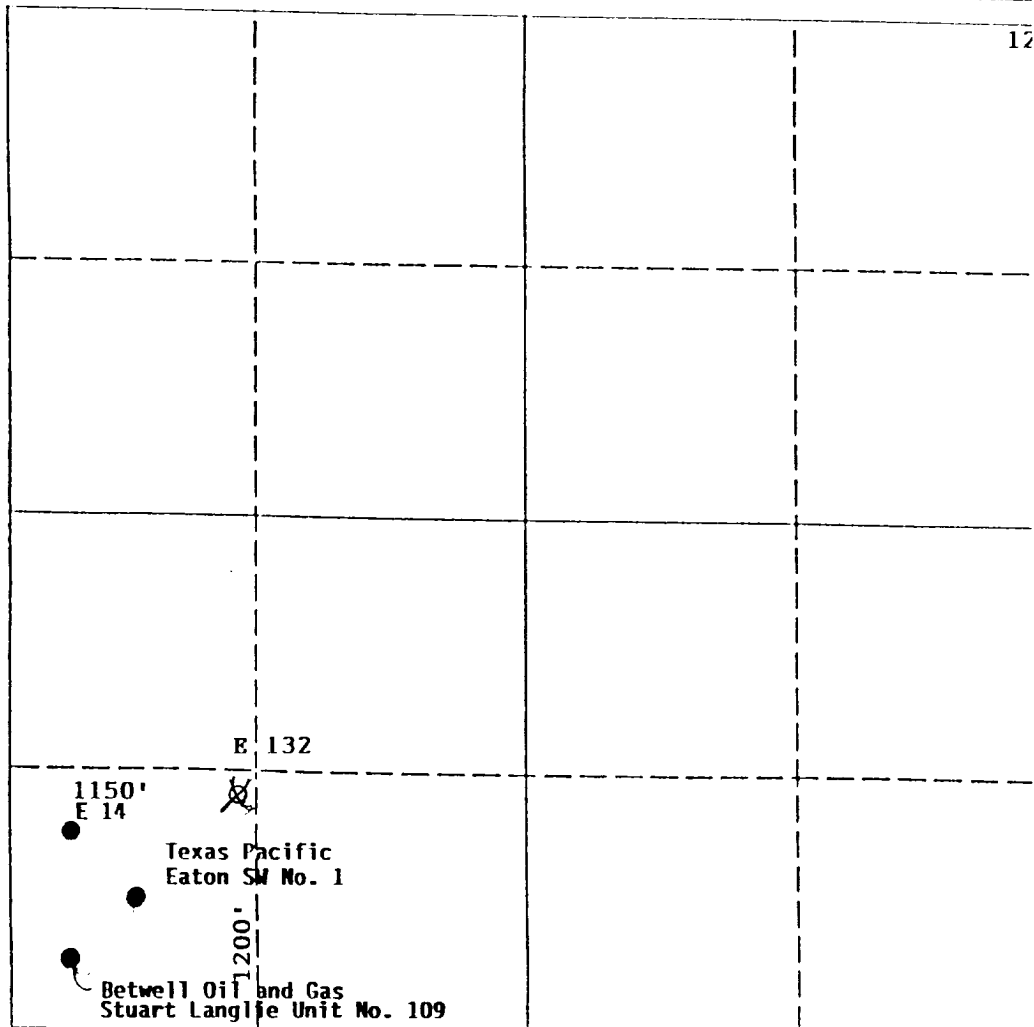 12
E 132
1150'
E 14
Texas Pacific
Eaton SW No. 1
1200'
Betwell Oil and Gas
Stuart Langlie Unit No. 109